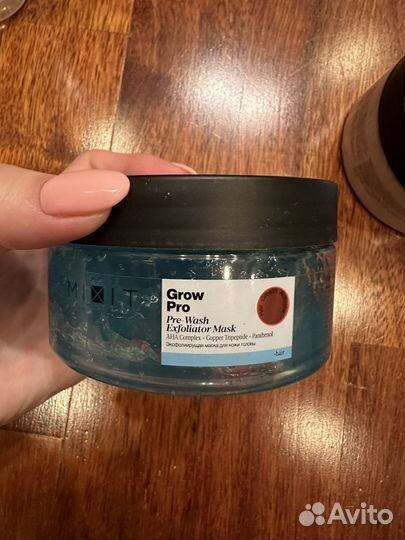 MIXIT
Grow
Pro
Pre-Wash
Exfoliator Mask
AHA Complex + Copper Tripeptide + Panthenol
Эксфолиирующая маска для кожи головы
-hair
Avito